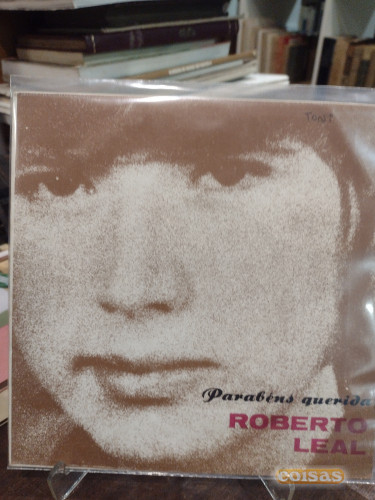 Parabéns querida
ROBERTO
LEAL
coisas